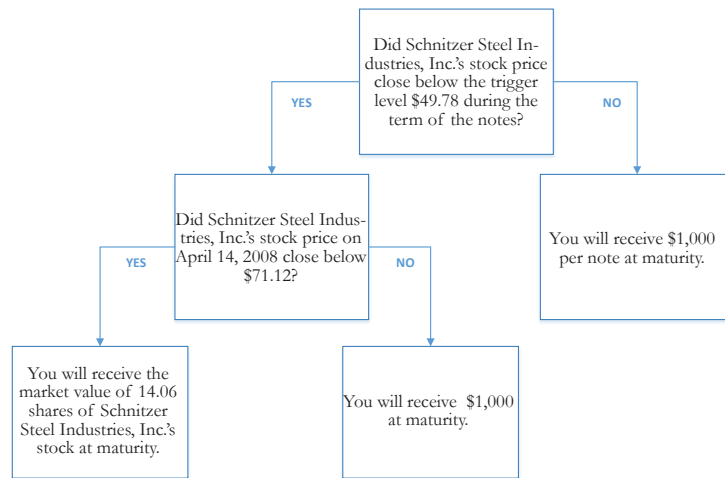 Did Schnitzer Steel In-
dustries, Inc.'s stock price
close below the trigger
level $49.78 during the
term of the notes?
YES
NO
Did Schnitzer Steel Indus-
tries, Inc.'s stock price on
April 14, 2008 close below
$71.12?
You will receive $1,000
per note at maturity.
YES
NO
You will receive the
market value of 14.06
shares of Schnitzer
Steel Industries, Inc.'s
stock at maturity.
You will receive $1,000
at maturity.